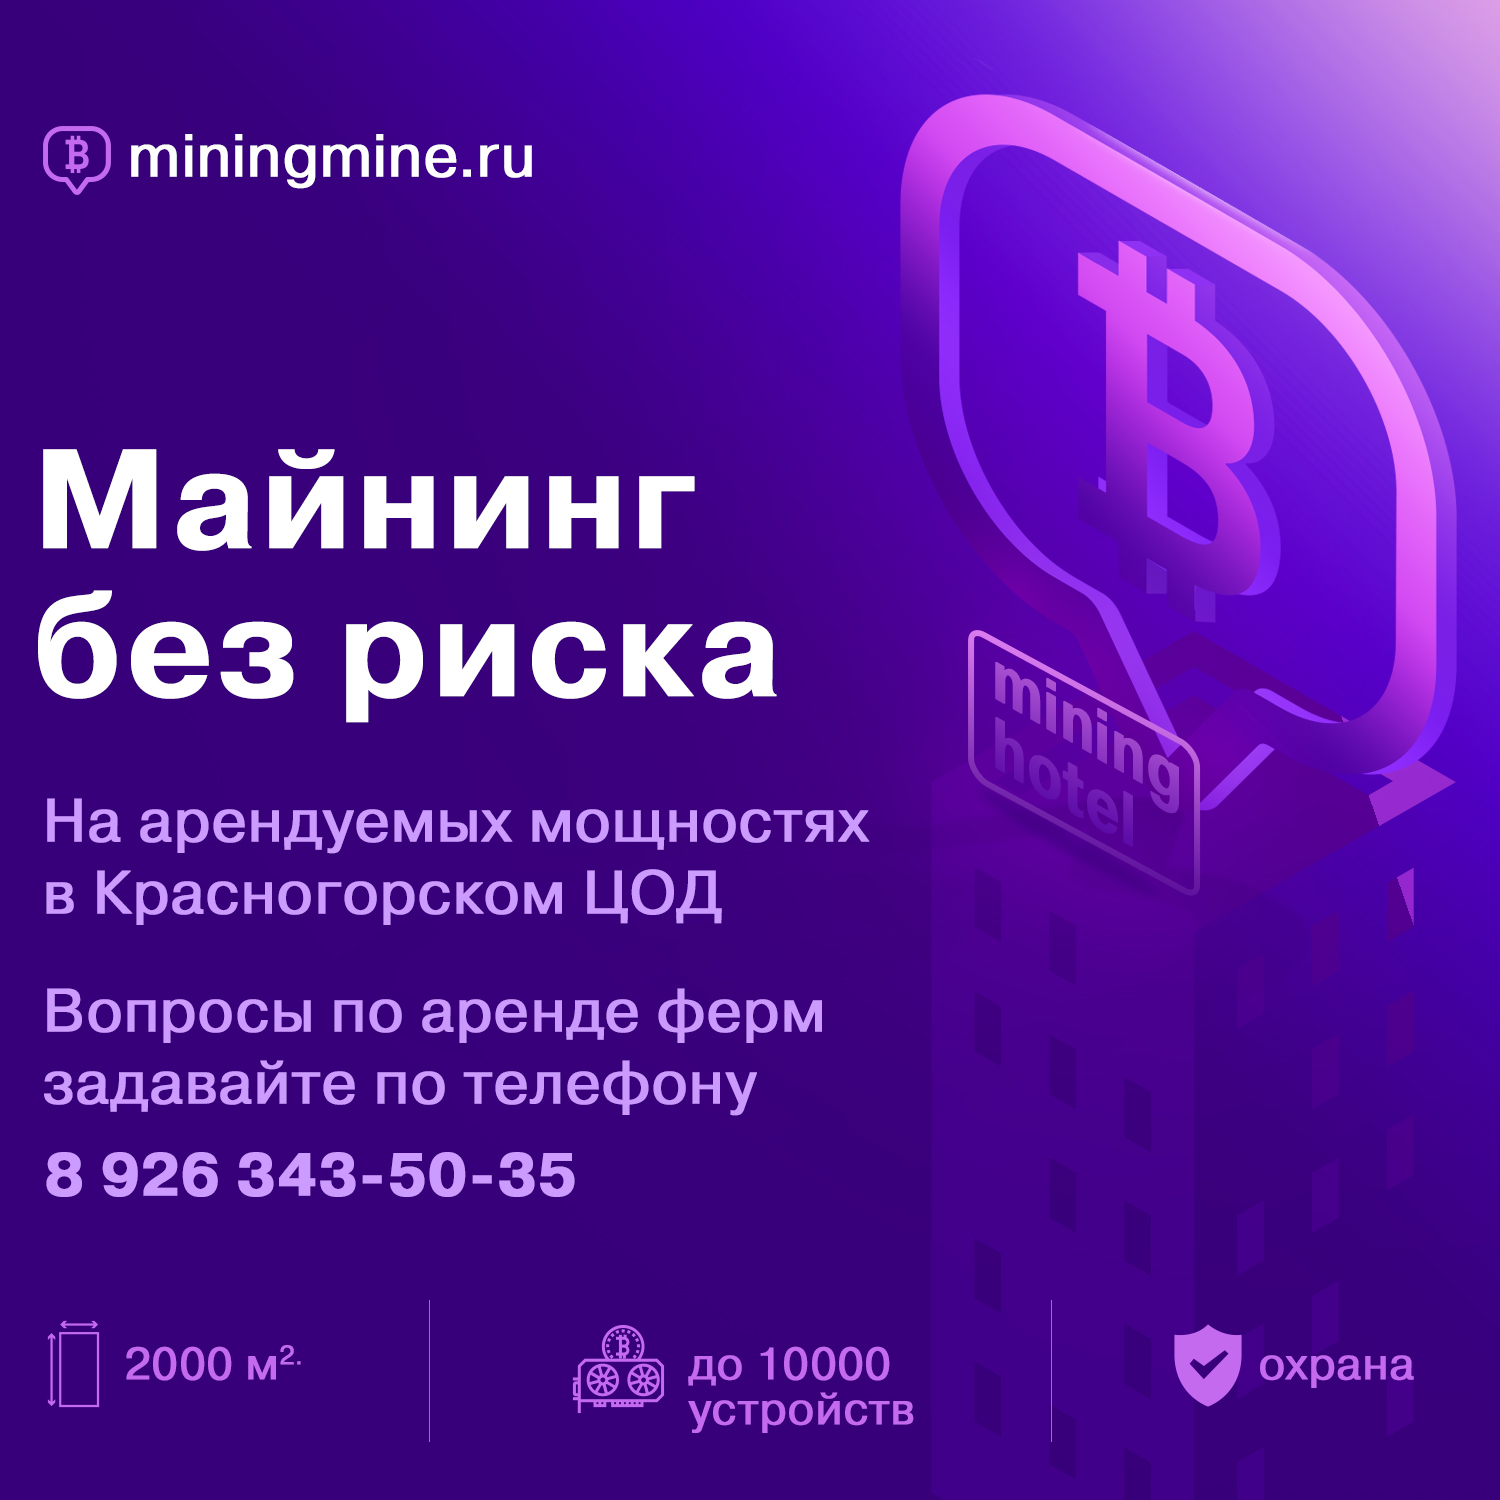 miningmine.ru
Майнинг
без риска
mining
hotel
На арендуемых мощностях
в Красногорском ЦОД
Вопросы по аренде ферм
задавайте по телефону
8 926 343-50-35
2000 м².
до 10000
устройств
охрана